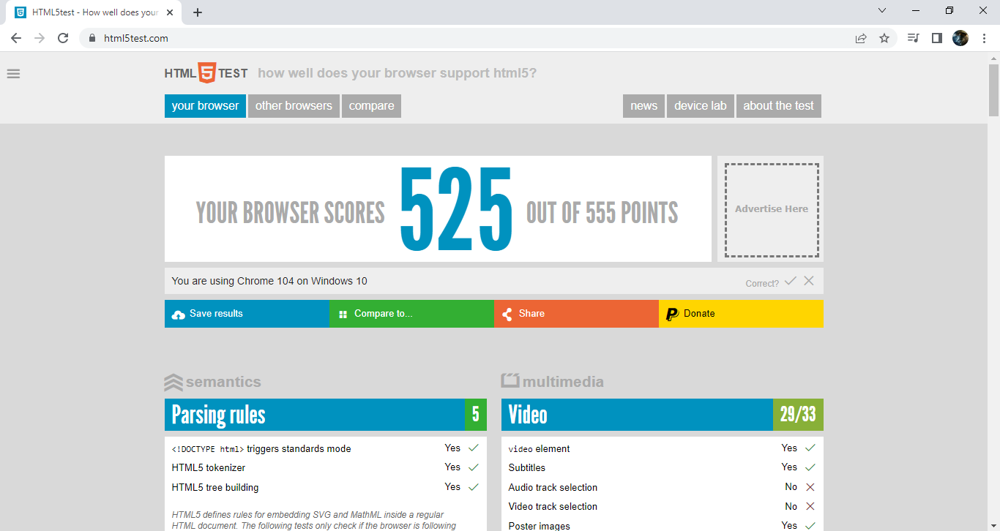 HTML5test - How well does your
html5test.com
HTML 5 TEST how well does your browser support html5?
your browser other browsers compare news device lab about the test
YOUR BROWSER SCORES 525 OUT OF 555 POINTS
Advertise Here
You are using Chrome 104 on Windows 10 Correct?
Save results Compare to... Share Donate
semantics
Parsing rules 5
<!DOCTYPE html> triggers standards mode Yes
HTML5 tokenizer Yes
HTML5 tree building Yes
HTML5 defines rules for embedding SVG and MathML inside a regular
HTML document. The following tests only check if the browser is following
multimedia
Video 29/33
video element Yes
Subtitles Yes
Audio track selection No
Video track selection No
Poster images Yes